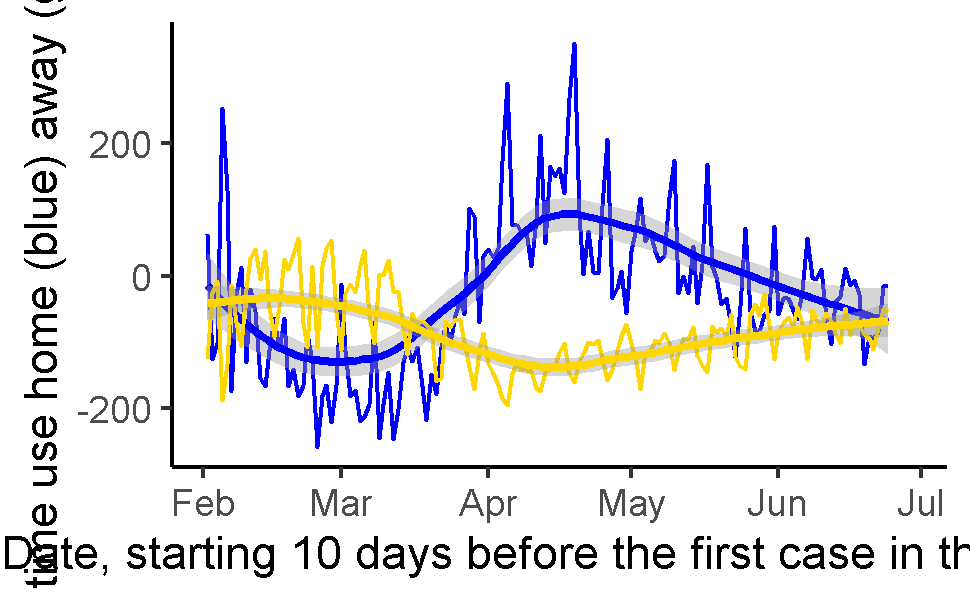 time use home (blue) away (
200
0
-200
Feb Mar Apr May Jun Jul
Date, starting 10 days before the first case in th